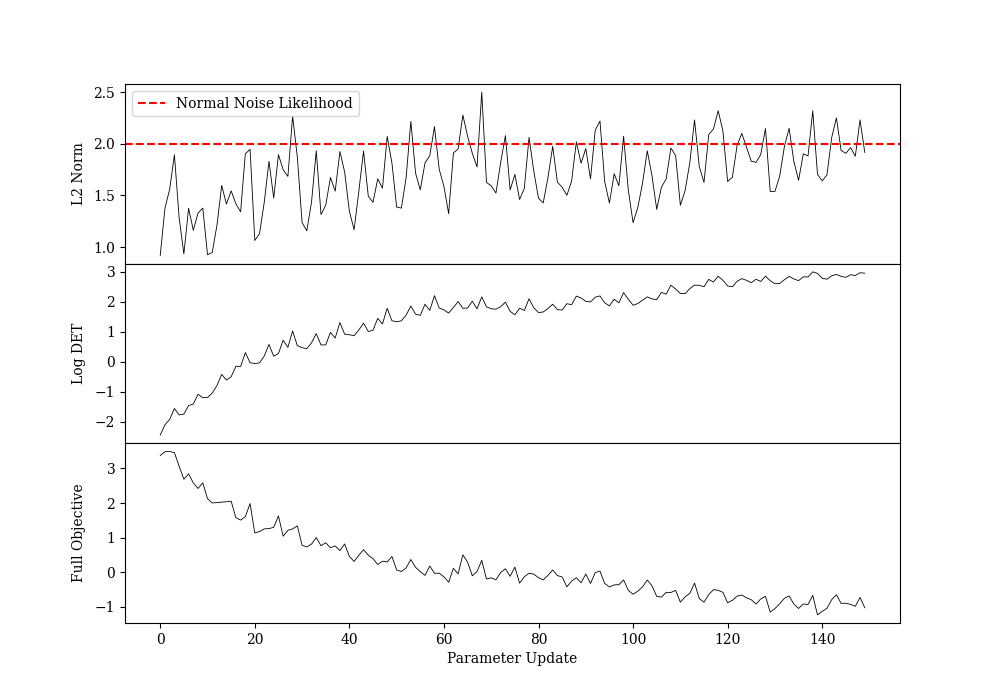 2.5
Normal Noise Likelihood
2.0
L2 Norm
1.5
1.0
3
2
1
Log DET
0
−1
−2
3
2
Full Objective
1
0
−1
0 20 40 60 80 100 120 140
Parameter Update